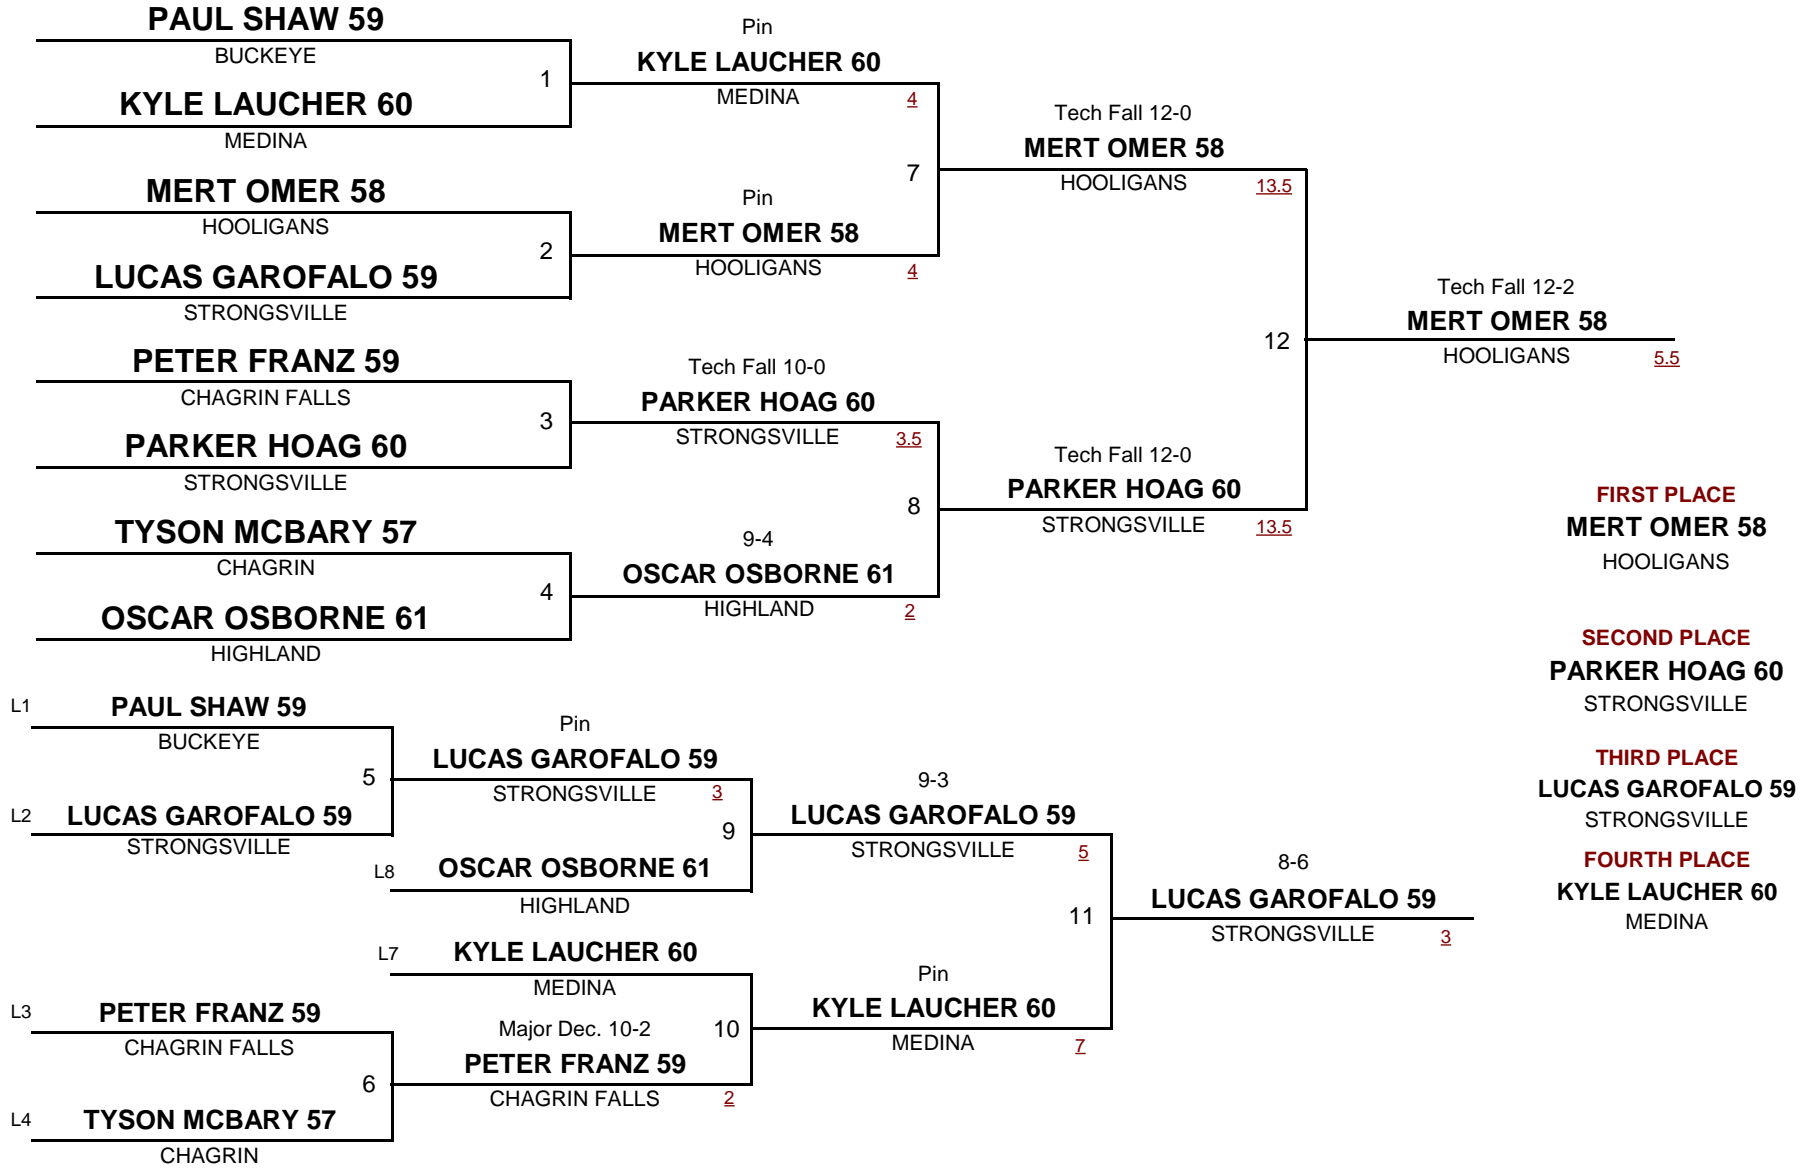 PAUL SHAW 59
BUCKEYE
1
KYLE LAUCHER 60
MEDINA
MERT OMER 58
HOOLIGANS
2
LUCAS GAROFALO 59
STRONGSVILLE
PETER FRANZ 59
CHAGRIN FALLS
3
PARKER HOAG 60
STRONGSVILLE
TYSON MCBARY 57
CHAGRIN
4
OSCAR OSBORNE 61
HIGHLAND
Pin
KYLE LAUCHER 60
MEDINA 4
7
Pin
MERT OMER 58
HOOLIGANS 4
Tech Fall 10-0
PARKER HOAG 60
STRONGSVILLE 3.5
8
9-4
OSCAR OSBORNE 61
HIGHLAND 2
Tech Fall 12-0
MERT OMER 58
HOOLIGANS 13.5
12
Tech Fall 12-0
PARKER HOAG 60
STRONGSVILLE 13.5
Tech Fall 12-2
MERT OMER 58
HOOLIGANS 5.5
FIRST PLACE
MERT OMER 58
HOOLIGANS
SECOND PLACE
PARKER HOAG 60
STRONGSVILLE
THIRD PLACE
LUCAS GAROFALO 59
STRONGSVILLE
FOURTH PLACE
KYLE LAUCHER 60
MEDINA
L1 PAUL SHAW 59
BUCKEYE
5
L2 LUCAS GAROFALO 59
STRONGSVILLE
Pin
LUCAS GAROFALO 59
STRONGSVILLE 3
9
L8 OSCAR OSBORNE 61
HIGHLAND
L7 KYLE LAUCHER 60
MEDINA
L3 PETER FRANZ 59
CHAGRIN FALLS
6
L4 TYSON MCBARY 57
CHAGRIN
Major Dec. 10-2 10
PETER FRANZ 59
CHAGRIN FALLS 2
9-3
LUCAS GAROFALO 59
STRONGSVILLE 5
11
Pin
KYLE LAUCHER 60
MEDINA 7
8-6
LUCAS GAROFALO 59
STRONGSVILLE 3